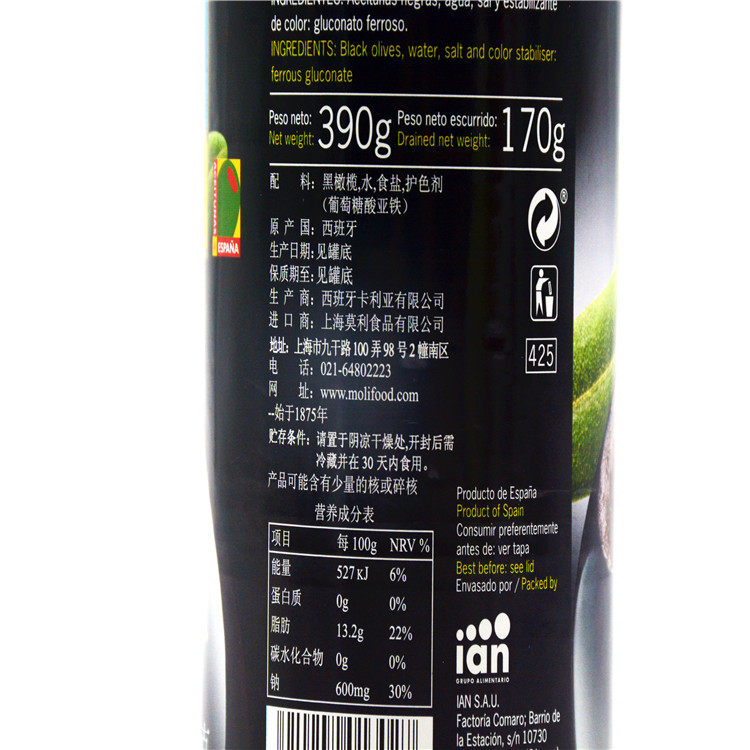 INGREDIENTES: Aceitunas negras, agua, sal y estabilizante
de color: gluconato ferroso.
INGREDIENTS: Black olives, water, salt and color stabiliser:
ferrous gluconate
Peso neto: 390g Peso neto escurrido: 170g
Net weight: Drained net weight:
配 料: 黑橄榄,水,食盐,护色剂
(葡萄糖酸亚铁)
原 产 国: 西班牙
生产日期: 见罐底
保质期至: 见罐底
生 产 商: 西班牙卡利亚有限公司
进 口 商: 上海莫利食品有限公司
地址: 上海市九干路 100 弄 98 号 2 幢南区
电 话: 021-64802223
网 址: www.molifood.com
--始于1875年
贮存条件: 请置于阴凉干燥处,开封后需
冷藏并在 30 天内食用。
产品可能含有少量的核或碎核
营养成分表
项目 每 100g NRV %
能量 527 KJ 6%
蛋白质 0g 0%
脂肪 13.2g 22%
碳水化合物 0g 0%
钠 600mg 30%
ACEITUNAS
ESPAÑA
®
425
Producto de España
Product of Spain
Consumir preferentemente
antes de: ver tapa
Best before: see lid
Envasado por / Packed by
ian
GRUPO ALIMENTARIO
IAN S.A.U.
Factoría Comaro; Barrio de
la Estación, s/n 10730